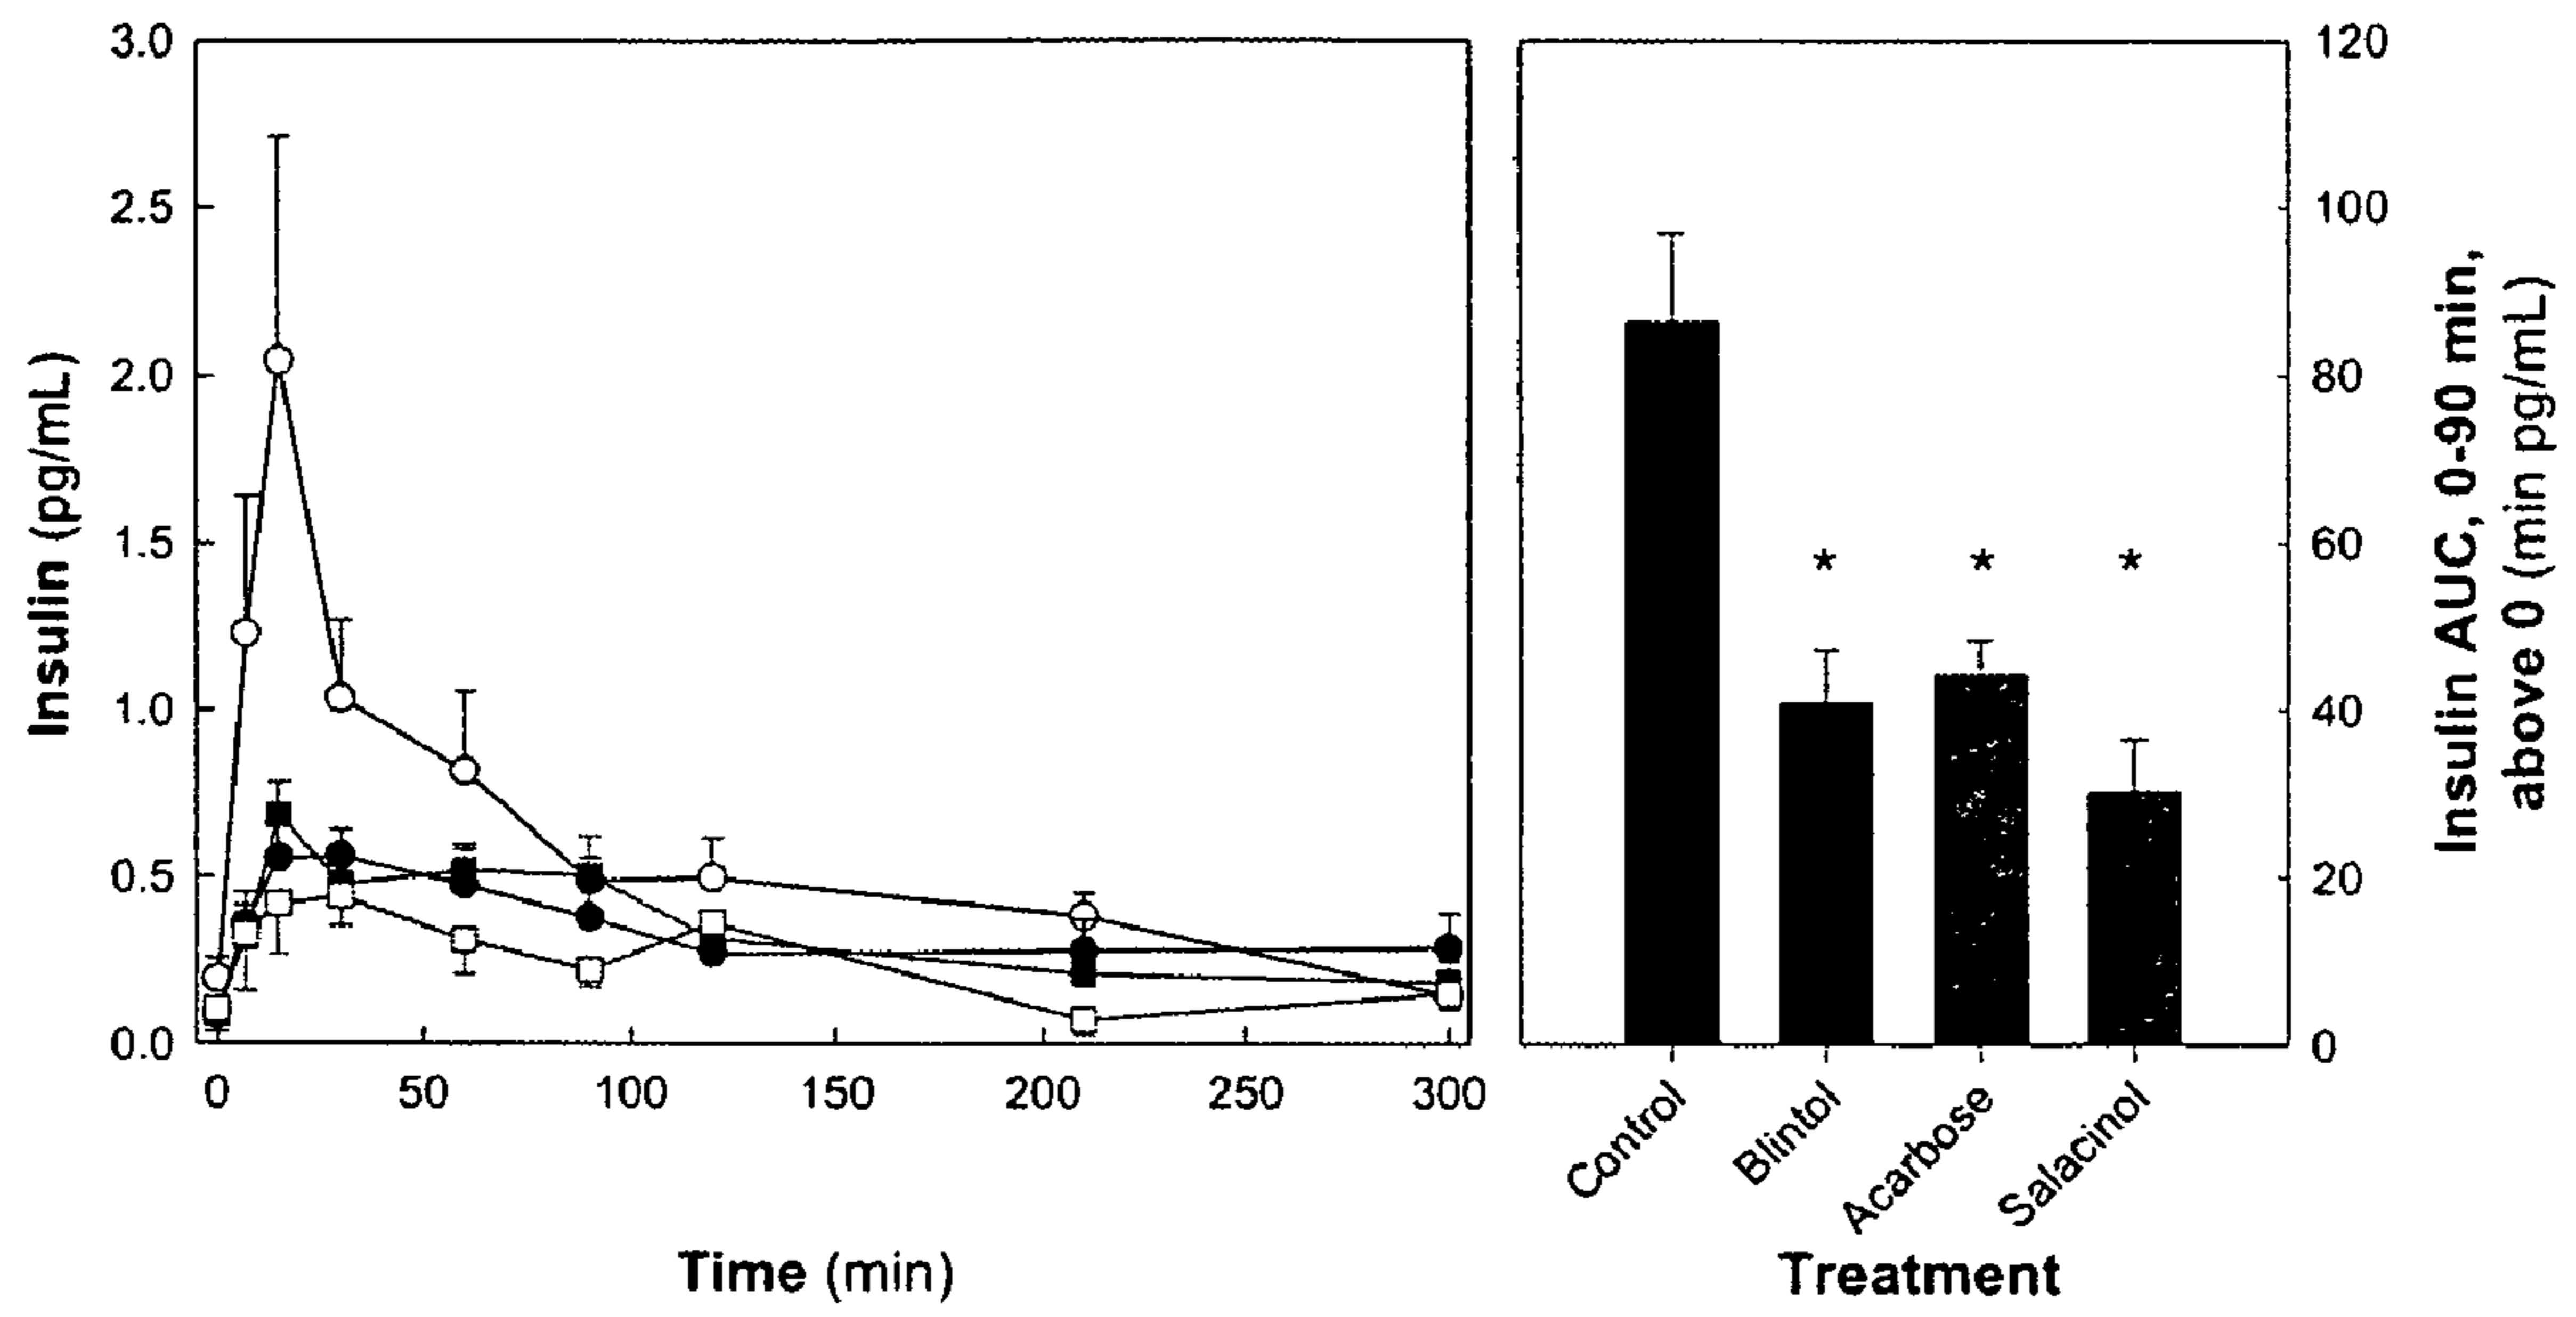 3.0
2.5
2.0
1.5
1.0
0.5
0.0
Insulin (pg/mL)
0 50 100 150 200 250 300
Time (min)
* * *
120
100
80
60
40
20
0
Insulin AUC, 0-90 min,
above 0 (min pg/mL)
Control
Blintol
Acarbose
Salacinol
Treatment